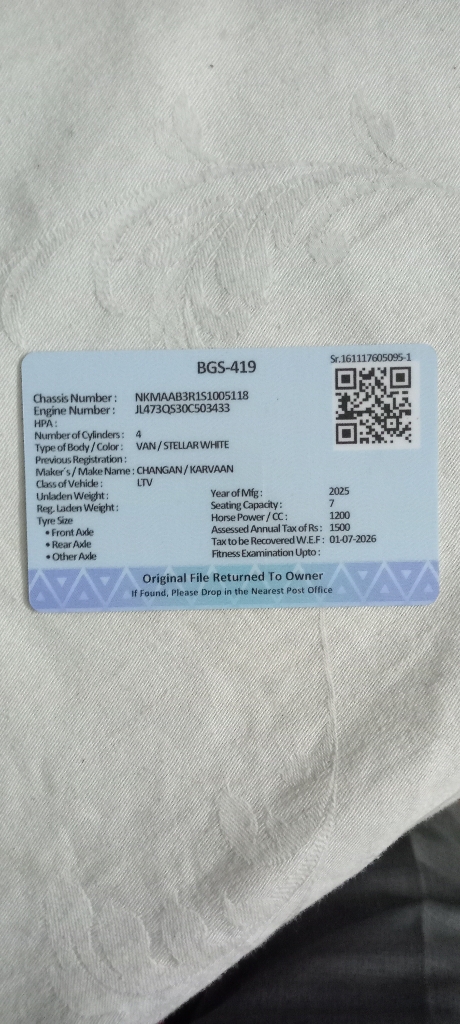 BGS-419
Sr.161117605095-1
Chassis Number : NKMAAB3R1S1005118
Engine Number : JL473QS30C503433
HPA :
Number of Cylinders : 4
Type of Body / Color : VAN / STELLAR WHITE
Previous Registration :
Maker's / Make Name : CHANGAN / KARVAAN
Class of Vehicle : LTV
Unladen Weight :
Reg. Laden Weight :
Tyre Size
• Front Axle
• Rear Axle
• Other Axle
Year of Mfg : 2025
Seating Capacity : 7
Horse Power / CC : 1200
Assessed Annual Tax of Rs : 1500
Tax to be Recovered W.E.F : 01-07-2026
Fitness Examination Upto :
Original File Returned To Owner
If Found, Please Drop in the Nearest Post Office